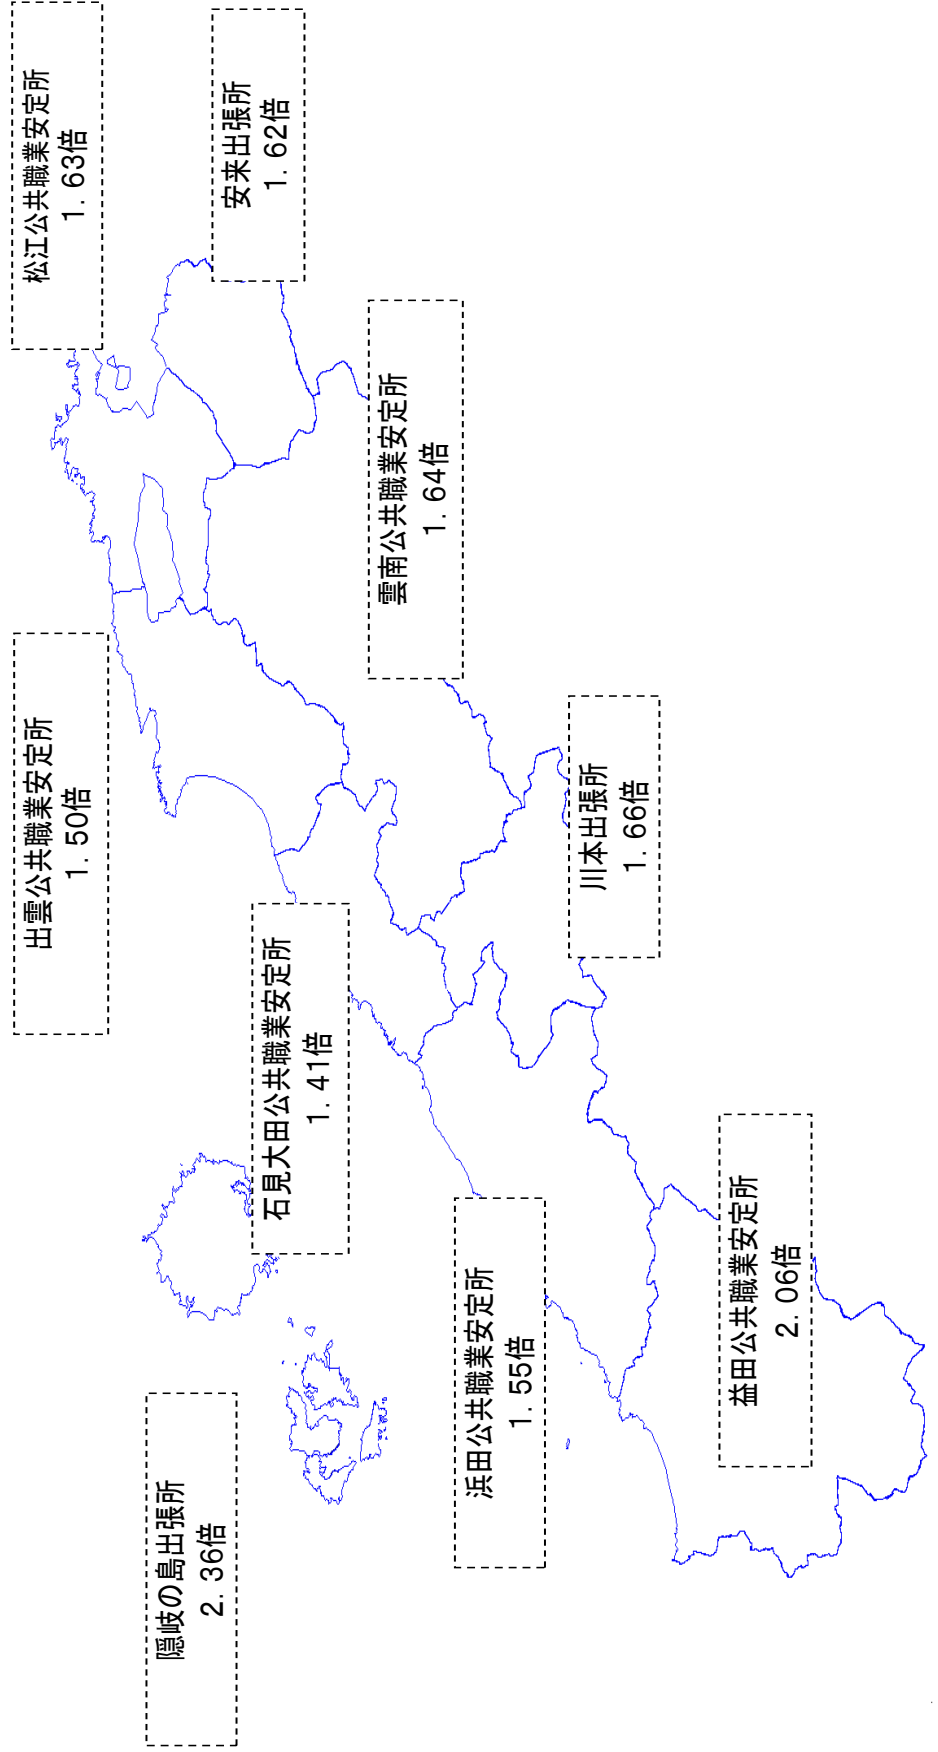 隠岐の島出張所
2．36倍
出雲公共職業安定所
1．50倍
松江公共職業安定所
1．63倍
安来出張所
1．62倍
石見大田公共職業安定所
1．41倍
雲南公共職業安定所
1．64倍
浜田公共職業安定所
1．55倍
川本出張所
1．66倍
益田公共職業安定所
2．06倍